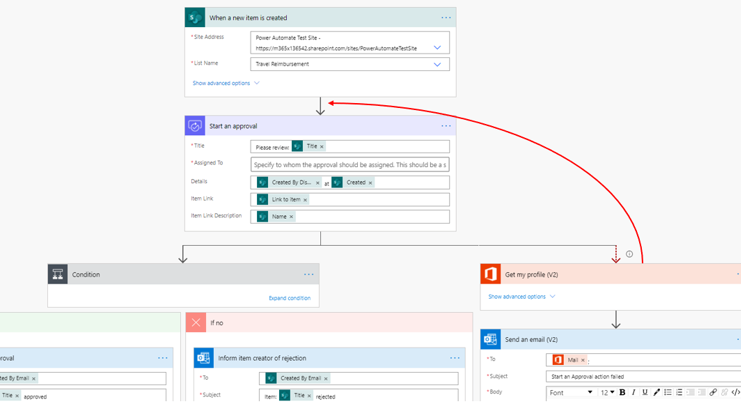 When a new item is created
*Site Address
Power Automate Test Site -
https://m365x136542.sharepoint.com/sites/PowerAutomateTestSite
*List Name
Travel Reimbursement
Show advanced options
Start an approval
*Title
Please review: Title ×
*Assigned To
Specify to whom the approval should be assigned. This should be a s
Details
Created By Dis... × at Created ×
Item Link
Link to item ×
Item Link Description
Name ×
Condition
Expand condition
Get my profile (V2)
Show advanced options
If no
Send an email (V2)
*To
Mail × ;
*Subject
Start an Approval action failed
*Body
Font 12 B I U
Inform item creator of rejection
*To
Created By Email ×
*Subject
Item: Title × rejected
roval
ated By Email ×
Title × approved